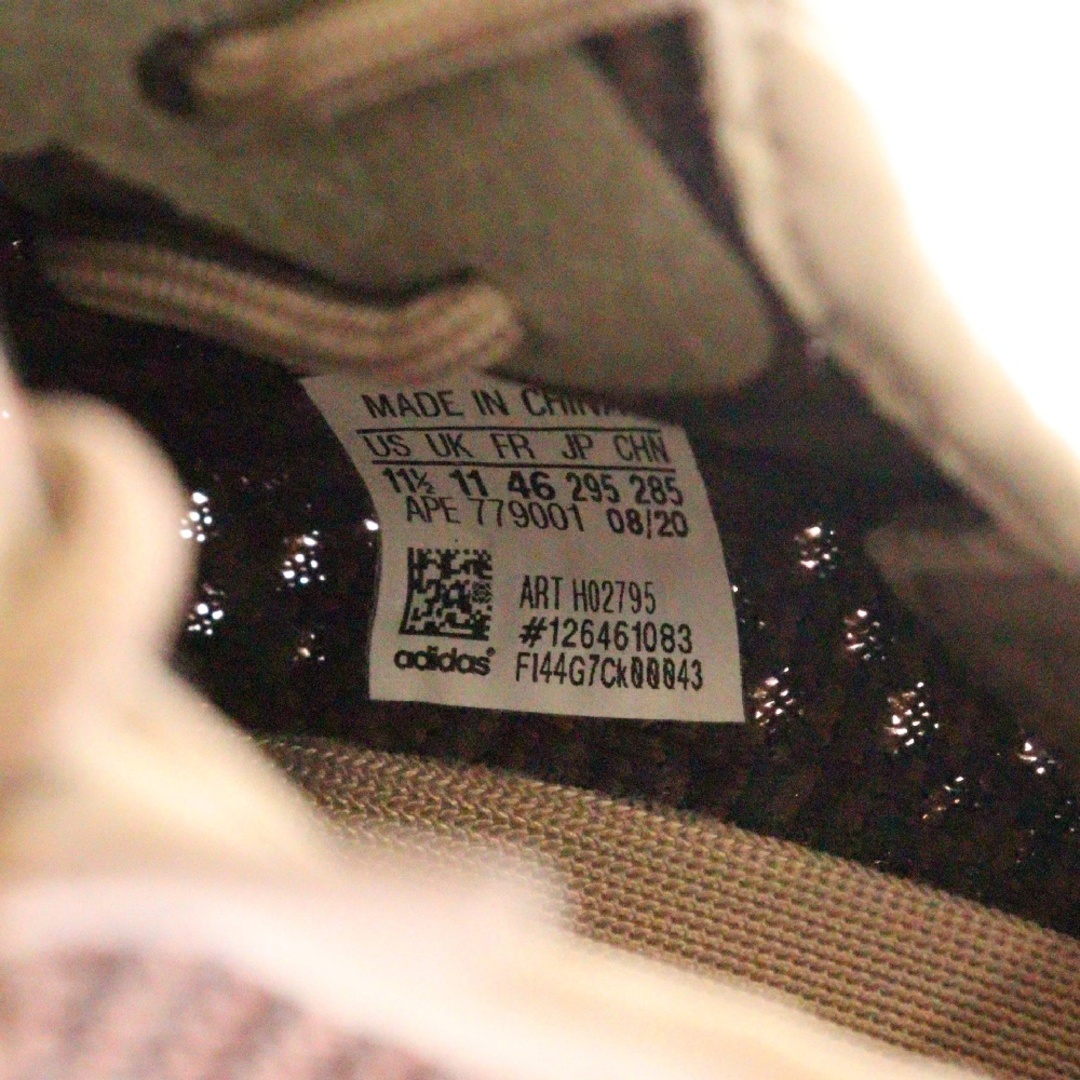 MADE IN CHINA
US UK FR JP CHN
11½ 11 46 295 285
APE 779001 08/20
ART H02795
#126461083
adidas® FI44G7Ck00043